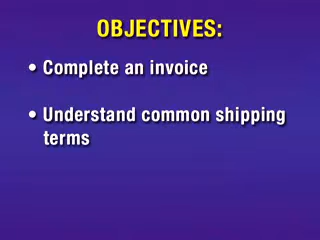 OBJECTIVES:
• Complete an invoice
• Understand common shipping
terms